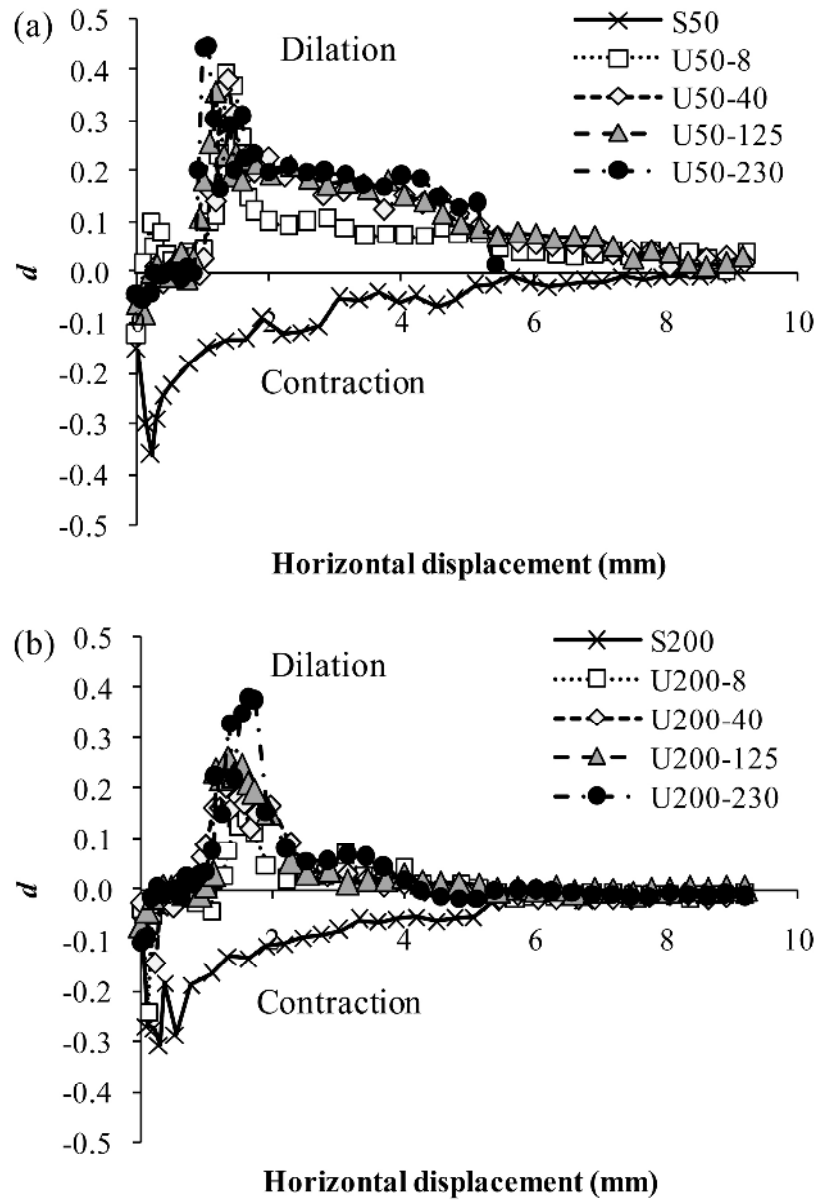 (a)
0.5
0.4
0.3
0.2
0.1
0.0
-0.1
-0.2
-0.3
-0.4
-0.5
d
Dilation
Contraction
S50
U50-8
U50-40
U50-125
U50-230
2
4
6
8
10
Horizontal displacement (mm)
(b)
0.5
0.4
0.3
0.2
0.1
0.0
-0.1
-0.2
-0.3
-0.4
-0.5
d
Dilation
Contraction
S200
U200-8
U200-40
U200-125
U200-230
2
4
6
8
10
Horizontal displacement (mm)